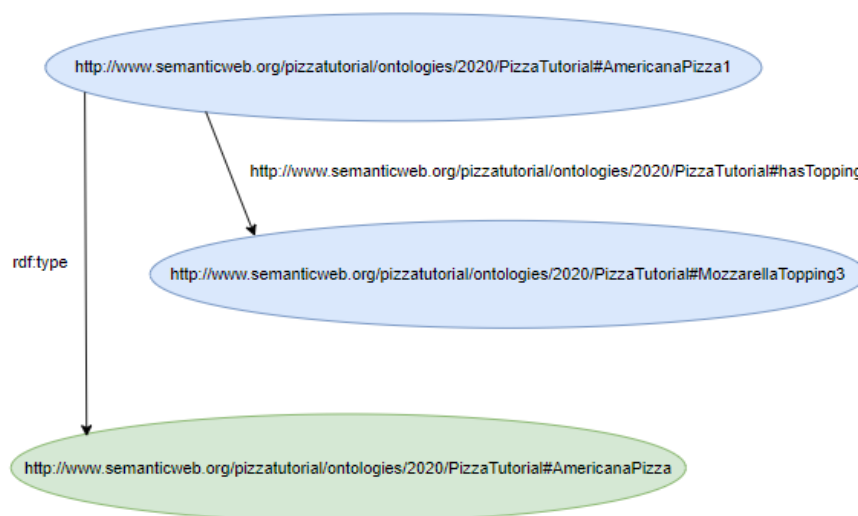 http://www.semanticweb.org/pizzatutorial/ontologies/2020/PizzaTutorial#AmericanaPizza1
http://www.semanticweb.org/pizzatutorial/ontologies/2020/PizzaTutorial#hasTopping
rdf:type
http://www.semanticweb.org/pizzatutorial/ontologies/2020/PizzaTutorial#MozzarellaTopping3
http://www.semanticweb.org/pizzatutorial/ontologies/2020/PizzaTutorial#AmericanaPizza